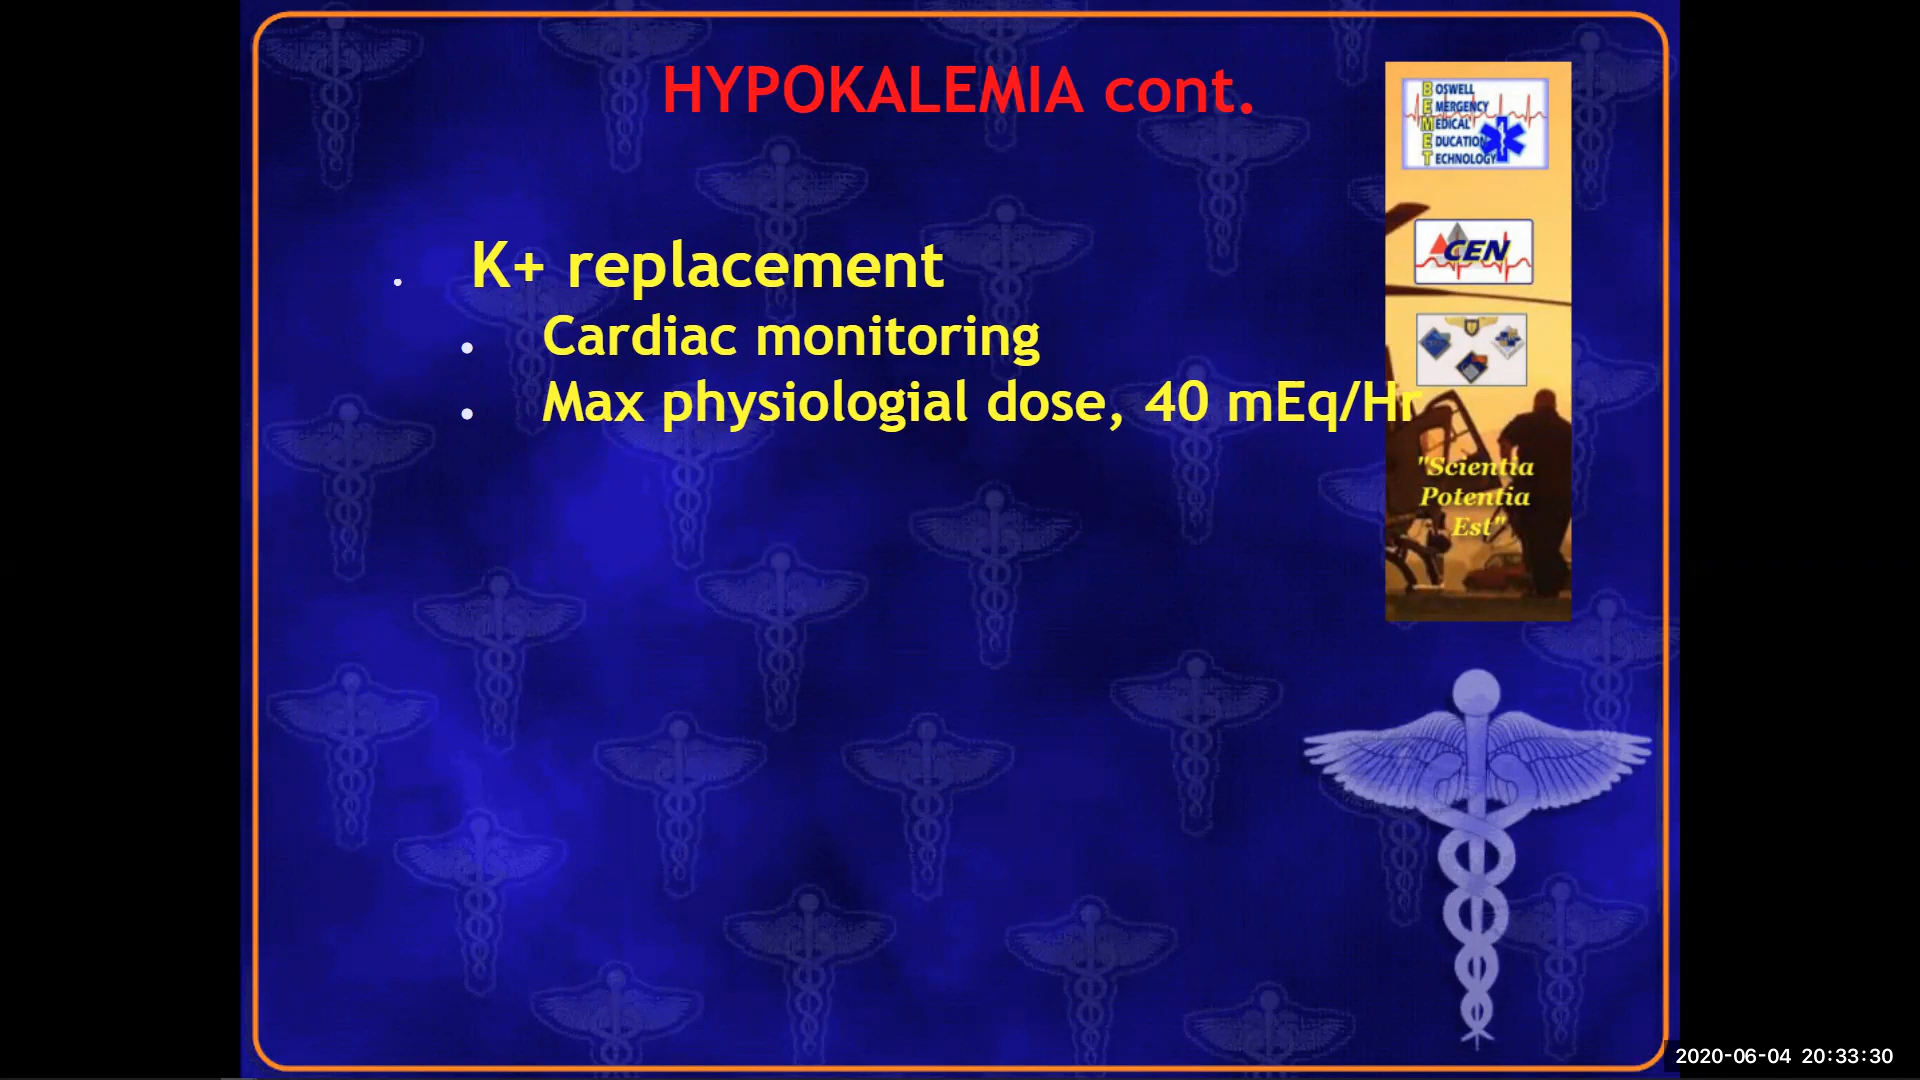 HYPOKALEMIA cont.
K+ replacement
Cardiac monitoring
Max physiologial dose, 40 mEq/Hr
BOSWELL
EMERGENCY
MEDICAL
EDUCATION
TECHNOLOGY
CEN
"Scientia
Potentia
Est"
2020-06-04 20:33:30